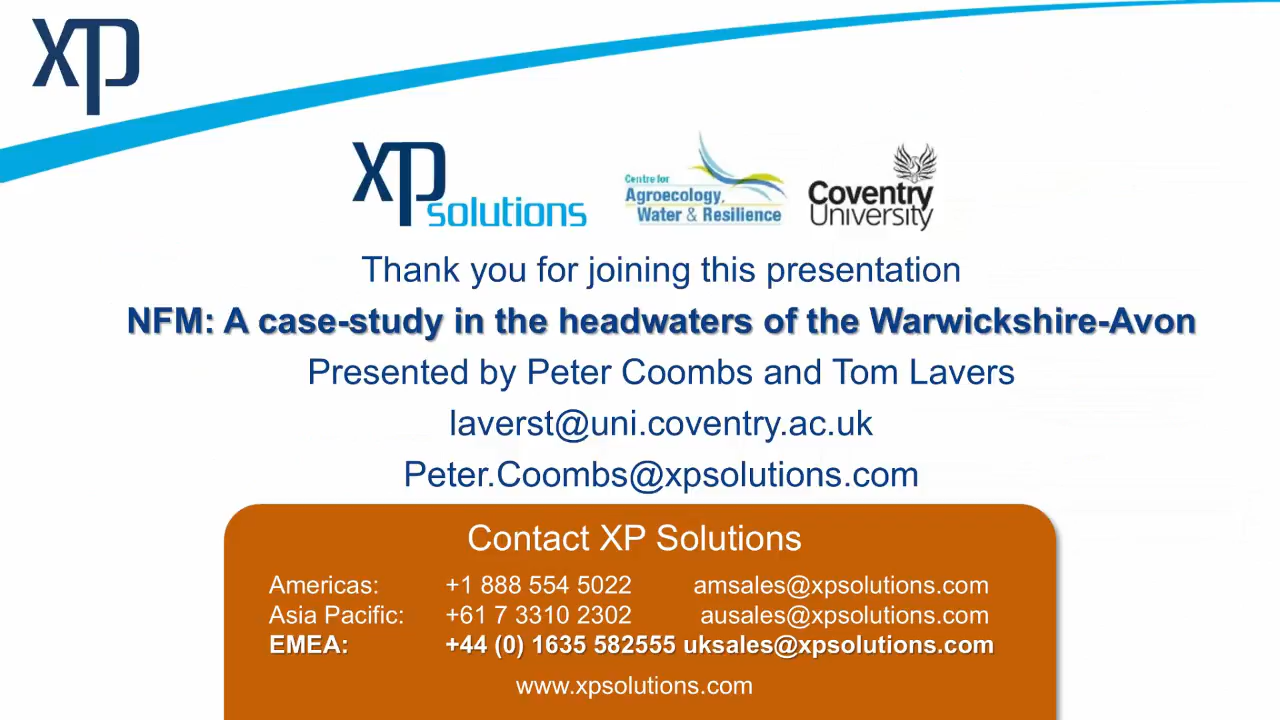 XP
XP solutions
Centre for
Agroecology,
Water & Resilience
Coventry
University
Thank you for joining this presentation
NFM: A case-study in the headwaters of the Warwickshire-Avon
Presented by Peter Coombs and Tom Lavers
laverst@uni.coventry.ac.uk
Peter.Coombs@xpsolutions.com
Contact XP Solutions
Americas: +1 888 554 5022 amsales@xpsolutions.com
Asia Pacific: +61 7 3310 2302 ausales@xpsolutions.com
EMEA: +44 (0) 1635 582555 uksales@xpsolutions.com
www.xpsolutions.com